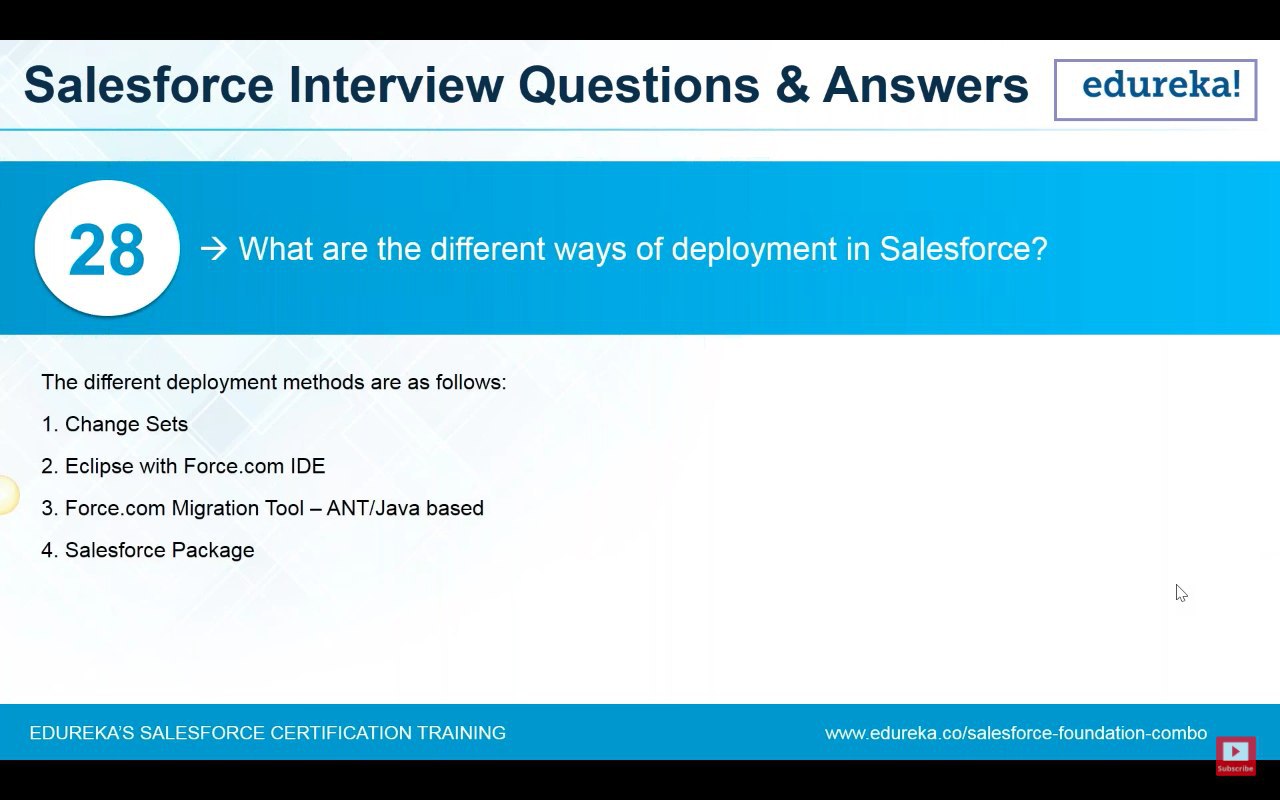 Salesforce Interview Questions & Answers
edureka!
28
→ What are the different ways of deployment in Salesforce?
The different deployment methods are as follows:
1. Change Sets
2. Eclipse with Force.com IDE
3. Force.com Migration Tool – ANT/Java based
4. Salesforce Package
EDUREKA'S SALESFORCE CERTIFICATION TRAINING
www.edureka.co/salesforce-foundation-combo
Subscribe